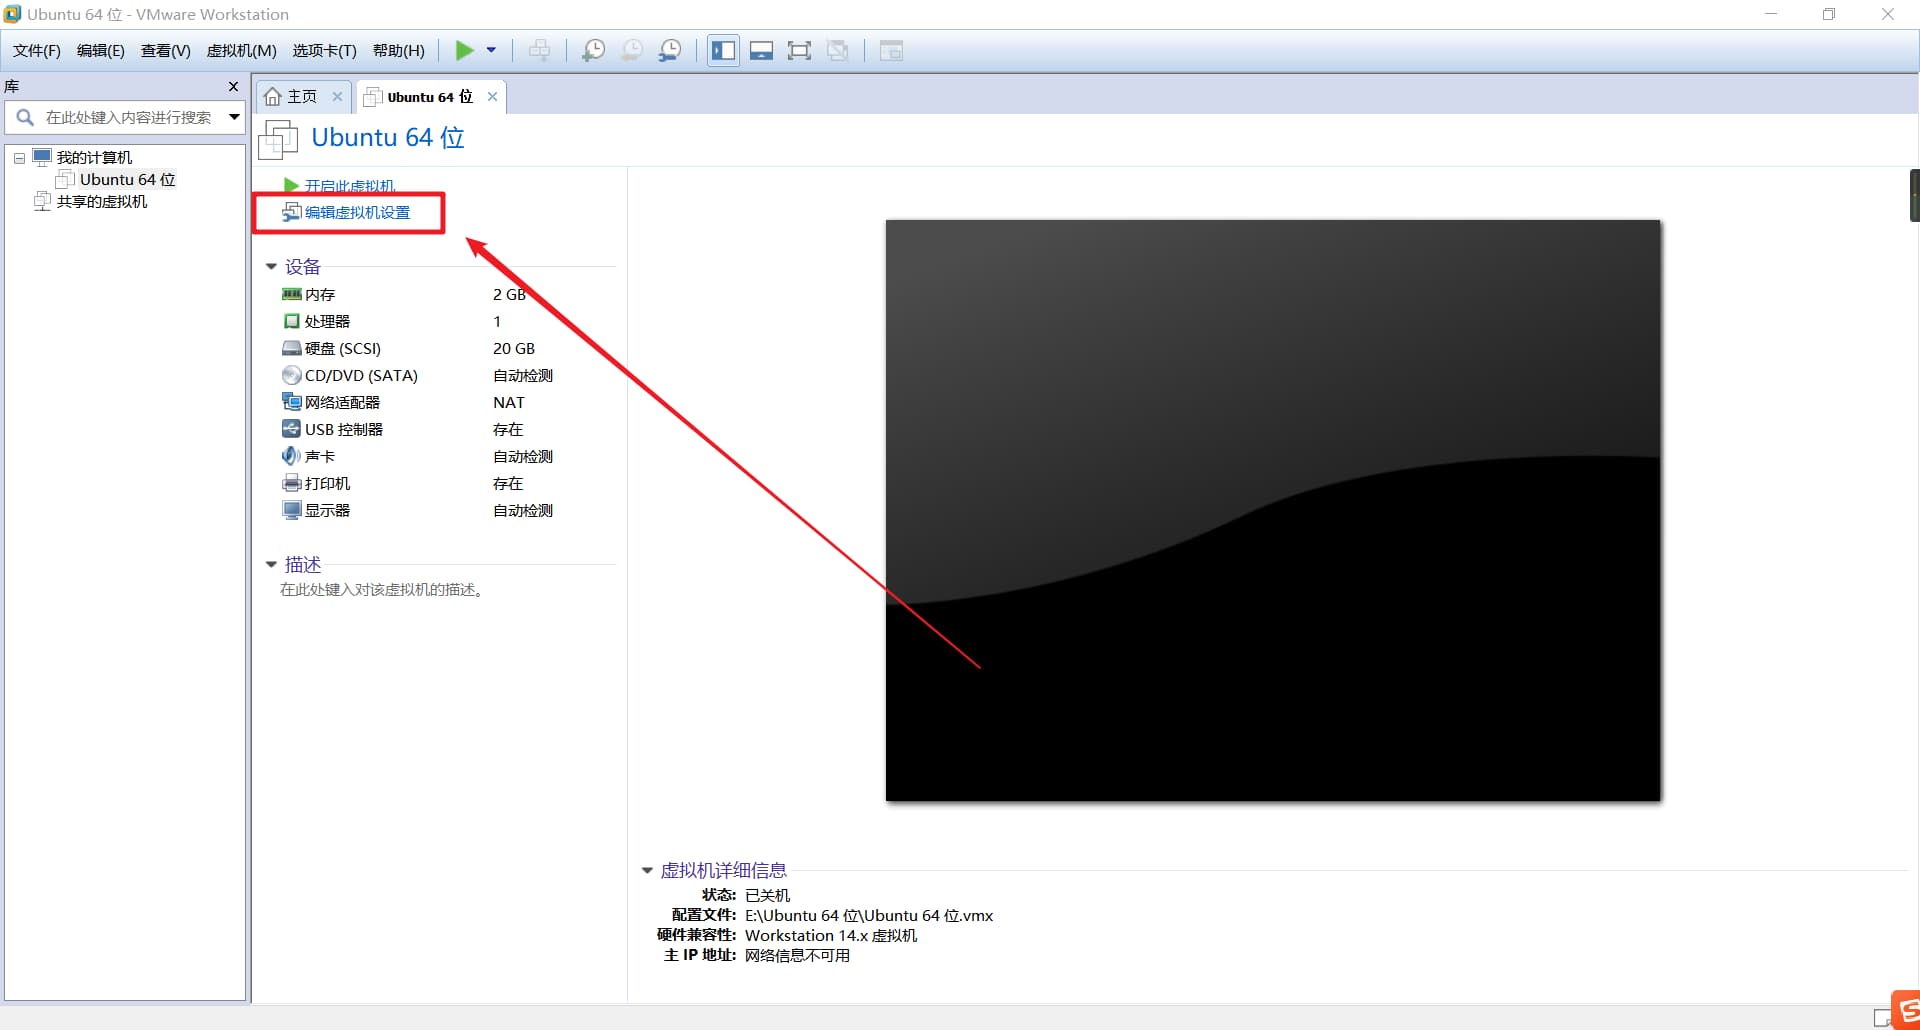 Ubuntu 64 位 - VMware Workstation
文件(F) 编辑(E) 查看(V) 虚拟机(M) 选项卡(T) 帮助(H)
库
在此处键入内容进行搜索
我的计算机
Ubuntu 64 位
共享的虚拟机
主页
Ubuntu 64 位
Ubuntu 64 位
开启此虚拟机
编辑虚拟机设置
设备
内存 2 GB
处理器 1
硬盘 (SCSI) 20 GB
CD/DVD (SATA) 自动检测
网络适配器 NAT
USB 控制器 存在
声卡 自动检测
打印机 存在
显示器 自动检测
描述
在此处键入对该虚拟机的描述。
虚拟机详细信息
状态: 已关机
配置文件: E:\Ubuntu 64 位\Ubuntu 64 位.vmx
硬件兼容性: Workstation 14.x 虚拟机
主 IP 地址: 网络信息不可用